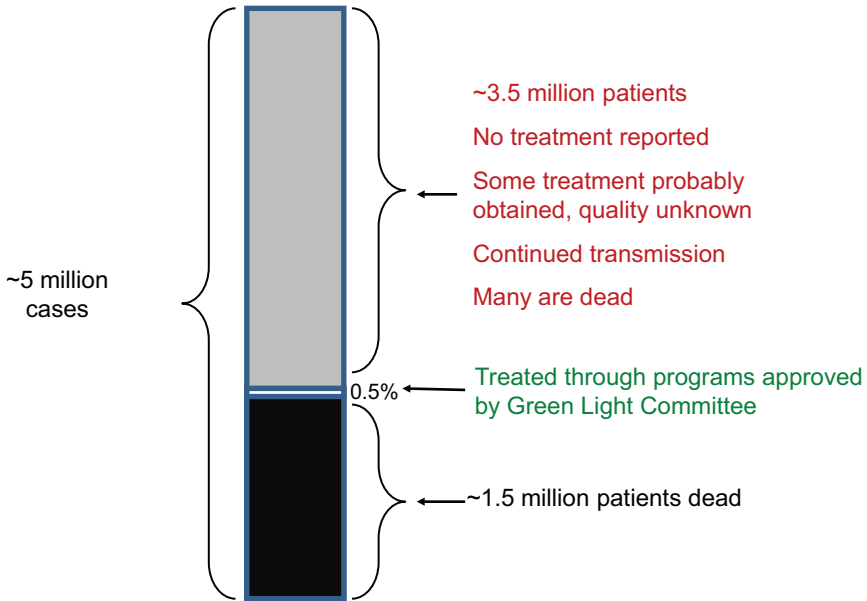 ~5 million
cases
~3.5 million patients
No treatment reported
Some treatment probably
obtained, quality unknown
Continued transmission
Many are dead
0.5%
Treated through programs approved
by Green Light Committee
~1.5 million patients dead